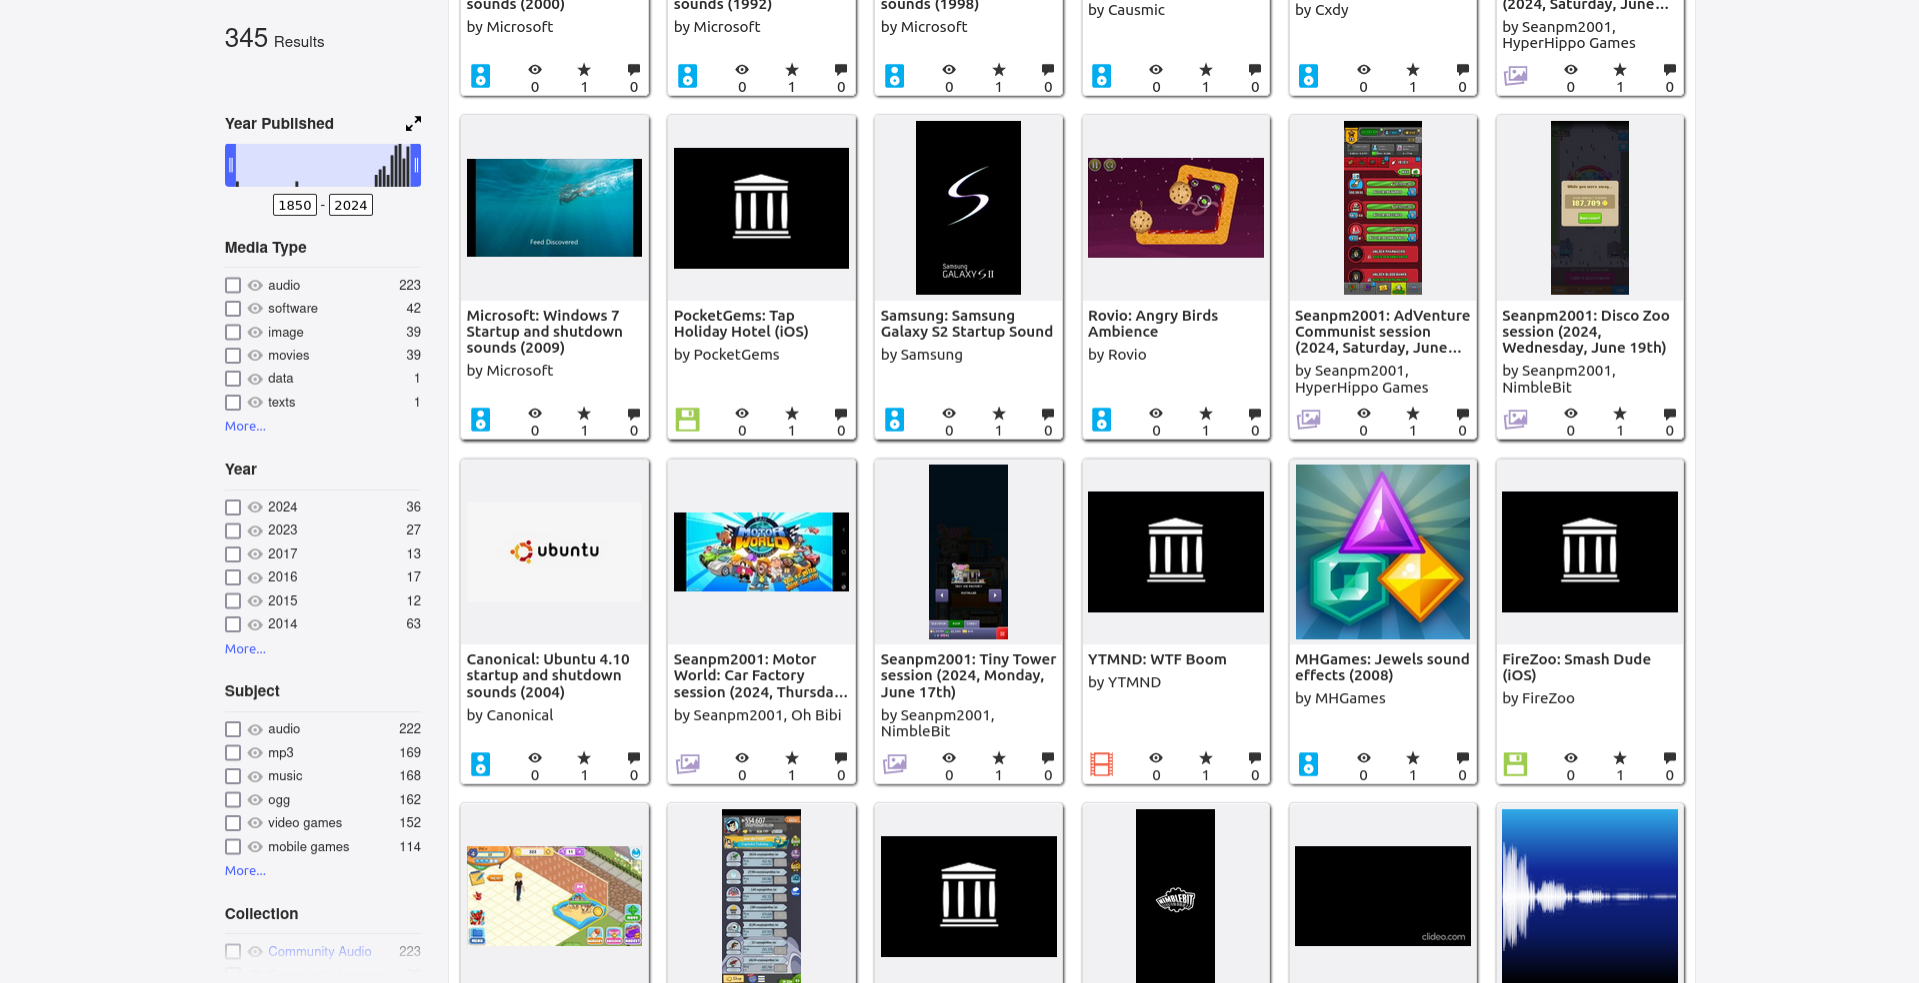 345 Results
Year Published
1850 - 2024
Media Type
audio 223
software 42
image 39
movies 39
data 1
texts 1
More...
Year
2024 36
2023 27
2017 13
2016 17
2015 12
2014 63
More...
Subject
audio 222
mp3 169
music 168
ogg 162
video games 152
mobile games 114
More...
Collection
Community Audio 223
sounds (2000)
by Microsoft
0 1 0
sounds (1992)
by Microsoft
0 1 0
sounds (1998)
by Microsoft
0 1 0
by Causmic
0 1 0
by Cxdy
0 1 0
(2024, Saturday, June...
by Seanpm2001,
HyperHippo Games
0 1 0
Feed Discovered
Microsoft: Windows 7
Startup and shutdown
sounds (2009)
by Microsoft
0 1 0
PocketGems: Tap
Holiday Hotel (iOS)
by PocketGems
0 1 0
Samsung
GALAXY S II
Samsung: Samsung
Galaxy S2 Startup Sound
by Samsung
0 1 0
Rovio: Angry Birds
Ambience
by Rovio
0 1 0
Seanpm2001: AdVenture
Communist session
(2024, Saturday, June...
by Seanpm2001,
HyperHippo Games
0 1 0
While you were away...
187,709
Seanpm2001: Disco Zoo
session (2024,
Wednesday, June 19th)
by Seanpm2001,
NimbleBit
0 1 0
ubuntu
Canonical: Ubuntu 4.10
startup and shutdown
sounds (2004)
by Canonical
0 1 0
MOTOR
WORLD
Seanpm2001: Motor
World: Car Factory
session (2024, Thursda...
by Seanpm2001, Oh Bibi
0 1 0
Seanpm2001: Tiny Tower
session (2024, Monday,
June 17th)
by Seanpm2001,
NimbleBit
0 1 0
YTMND: WTF Boom
by YTMND
0 1 0
MHGames: Jewels sound
effects (2008)
by MHGames
0 1 0
FireZoo: Smash Dude
(iOS)
by FireZoo
0 1 0
554.607
NIMBLEBIT
clideo.com